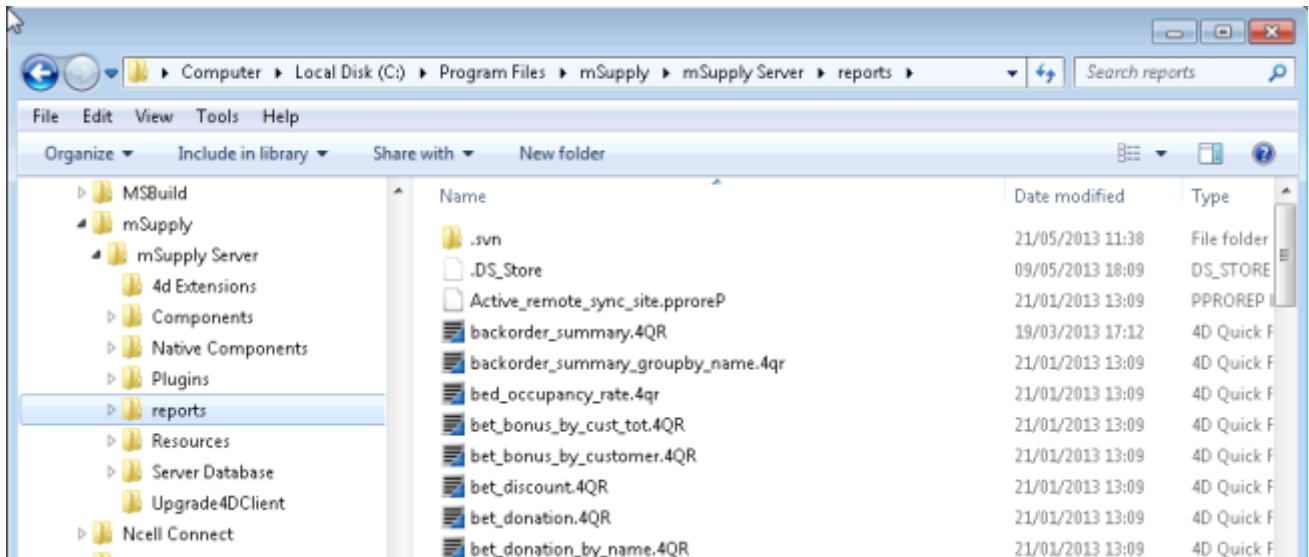 Computer Local Disk (C:) Program Files mSupply mSupply Server reports Search reports
File Edit View Tools Help
Organize Include in library Share with New folder
MSBuild
mSupply
mSupply Server
4d Extensions
Components
Native Components
Plugins
reports
Resources
Server Database
Upgrade4DClient
Ncell Connect
Name Date modified Type
.svn 21/05/2013 11:38 File folder
.DS_Store 09/05/2013 18:09 DS_STORE
Active_remote_sync_site.pproreP 21/01/2013 13:09 PPROREP
backorder_summary.4QR 19/03/2013 17:12 4D Quick
backorder_summary_groupby_name.4qr 21/01/2013 13:09 4D Quick
bed_occupancy_rate.4qr 21/01/2013 13:09 4D Quick
bet_bonus_by_cust_tot.4QR 21/01/2013 13:09 4D Quick
bet_bonus_by_customer.4QR 21/01/2013 13:09 4D Quick
bet_discount.4QR 21/01/2013 13:09 4D Quick
bet_donation.4QR 21/01/2013 13:09 4D Quick
bet_donation_by_name.4QR 21/01/2013 13:09 4D Quick